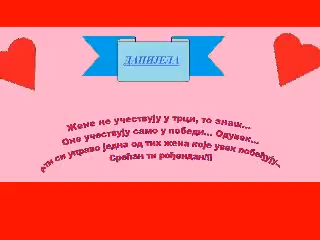 ДАНИЈЕЛА
Жене не учествују у трци, то знаш...
Оне учествују само у победи... Одувек...
А ти си управо једна од тих жена које увек побеђују...
Срећан ти рођендан!!